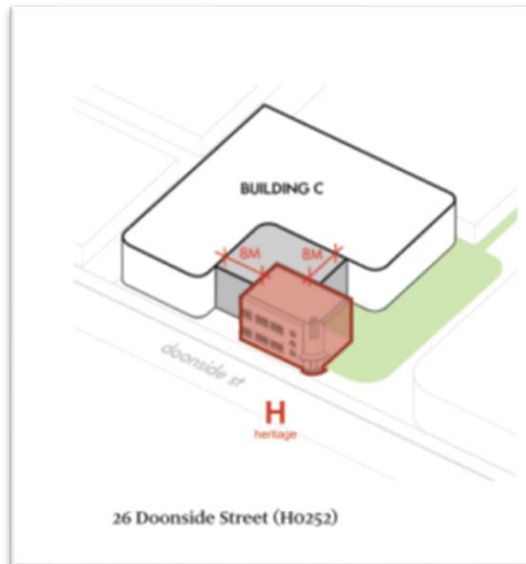 BUILDING C
8M
8M
doonside st
H
heritage
26 Doonside Street (H0252)